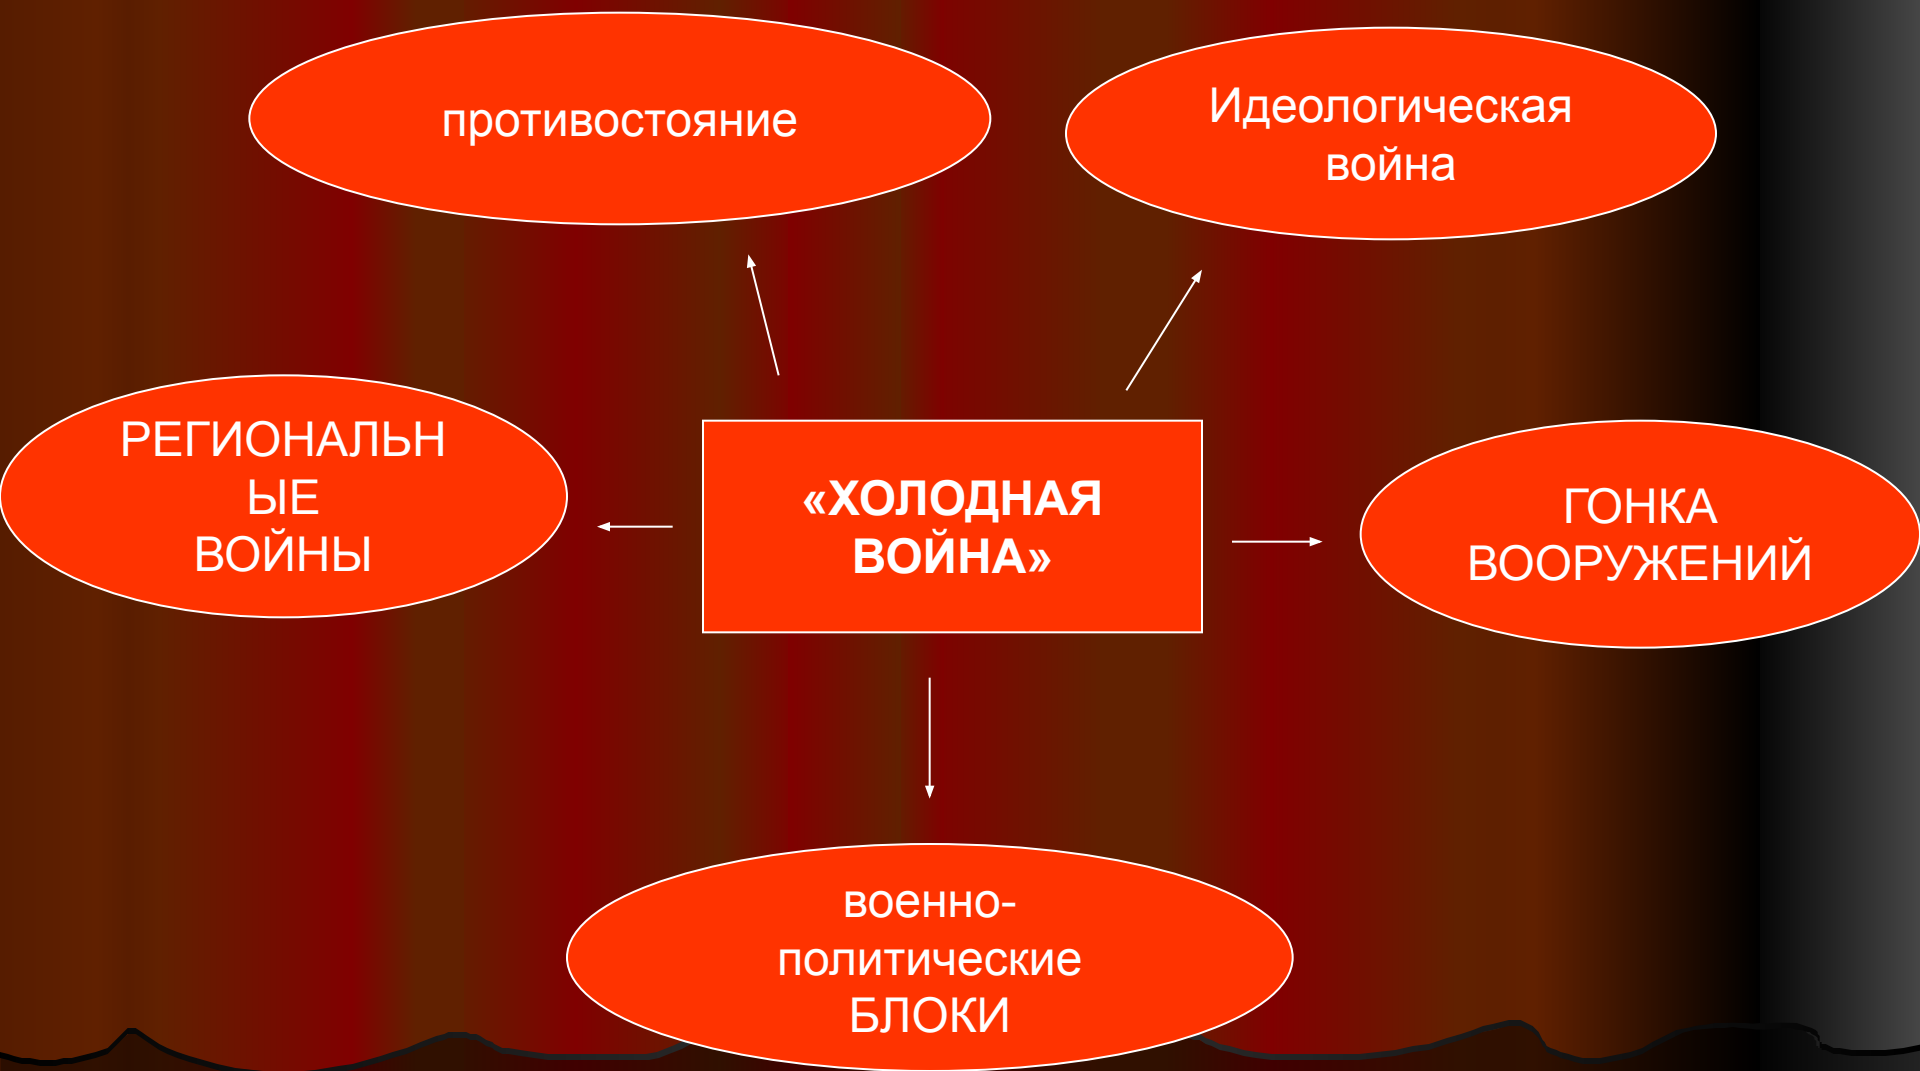 противостояние
Идеологическая
война
РЕГИОНАЛЬН
ЫЕ
ВОЙНЫ
«ХОЛОДНАЯ
ВОЙНА»
ГОНКА
ВООРУЖЕНИЙ
военно-
политические
БЛОКИ